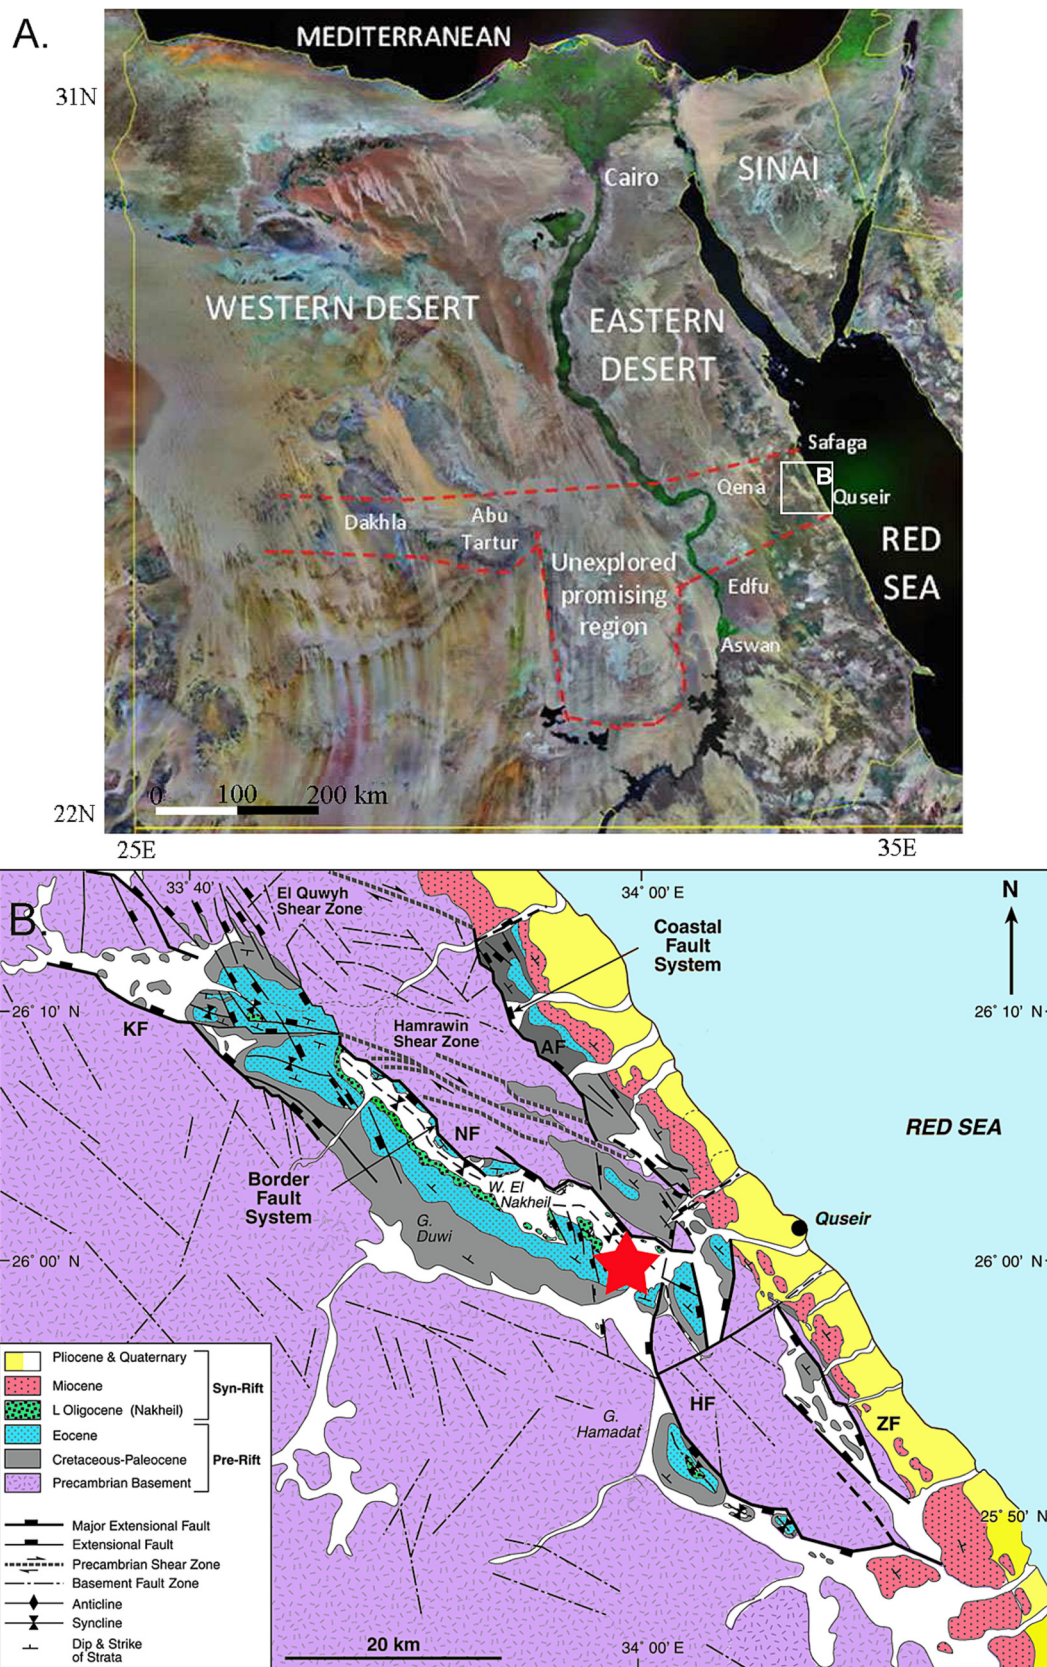 A.
MEDITERRANEAN
31N
SINAI
Cairo
WESTERN DESERT
EASTERN
DESERT
Safaga
Qena
B
Quseir
Dakhla
Abu
Tartur
RED
SEA
Unexplored
promising
region
Edfu
Aswan
0 100 200 km
22N
25E 35E
B.
33° 40'
34° 00' E
N
El Quwyh
Shear Zone
Coastal
Fault
System
26° 10' N
26° 10' N
KF
Hamrawin
Shear Zone
AF
RED SEA
NF
Border
Fault
System
W. El
Nakheil
G.
Duwi
Quseir
26° 00' N
26° 00' N
HF
G.
Hamadat
ZF
25° 50' N
Pliocene & Quaternary
Miocene
Syn-Rift
L Oligocene (Nakheil)
Eocene
Cretaceous-Paleocene
Pre-Rift
Precambrian Basement
Major Extensional Fault
Extensional Fault
Precambrian Shear Zone
Basement Fault Zone
Anticline
Syncline
Dip & Strike
of Strata
20 km
34° 00' E